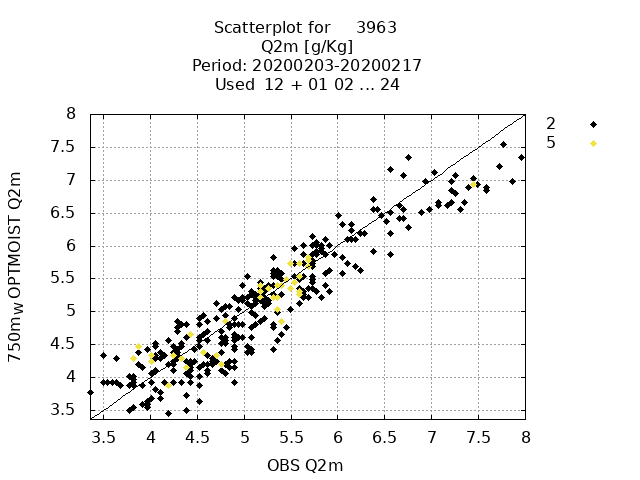 Scatterplot for 3963
Q2m [g/Kg]
Period: 20200203-20200217
Used 12 + 01 02 ... 24
2
5
750mwOPTMOIST Q2m
8
7.5
7
6.5
6
5.5
5
4.5
4
3.5
3.5 4 4.5 5 5.5 6 6.5 7 7.5 8
OBS Q2m